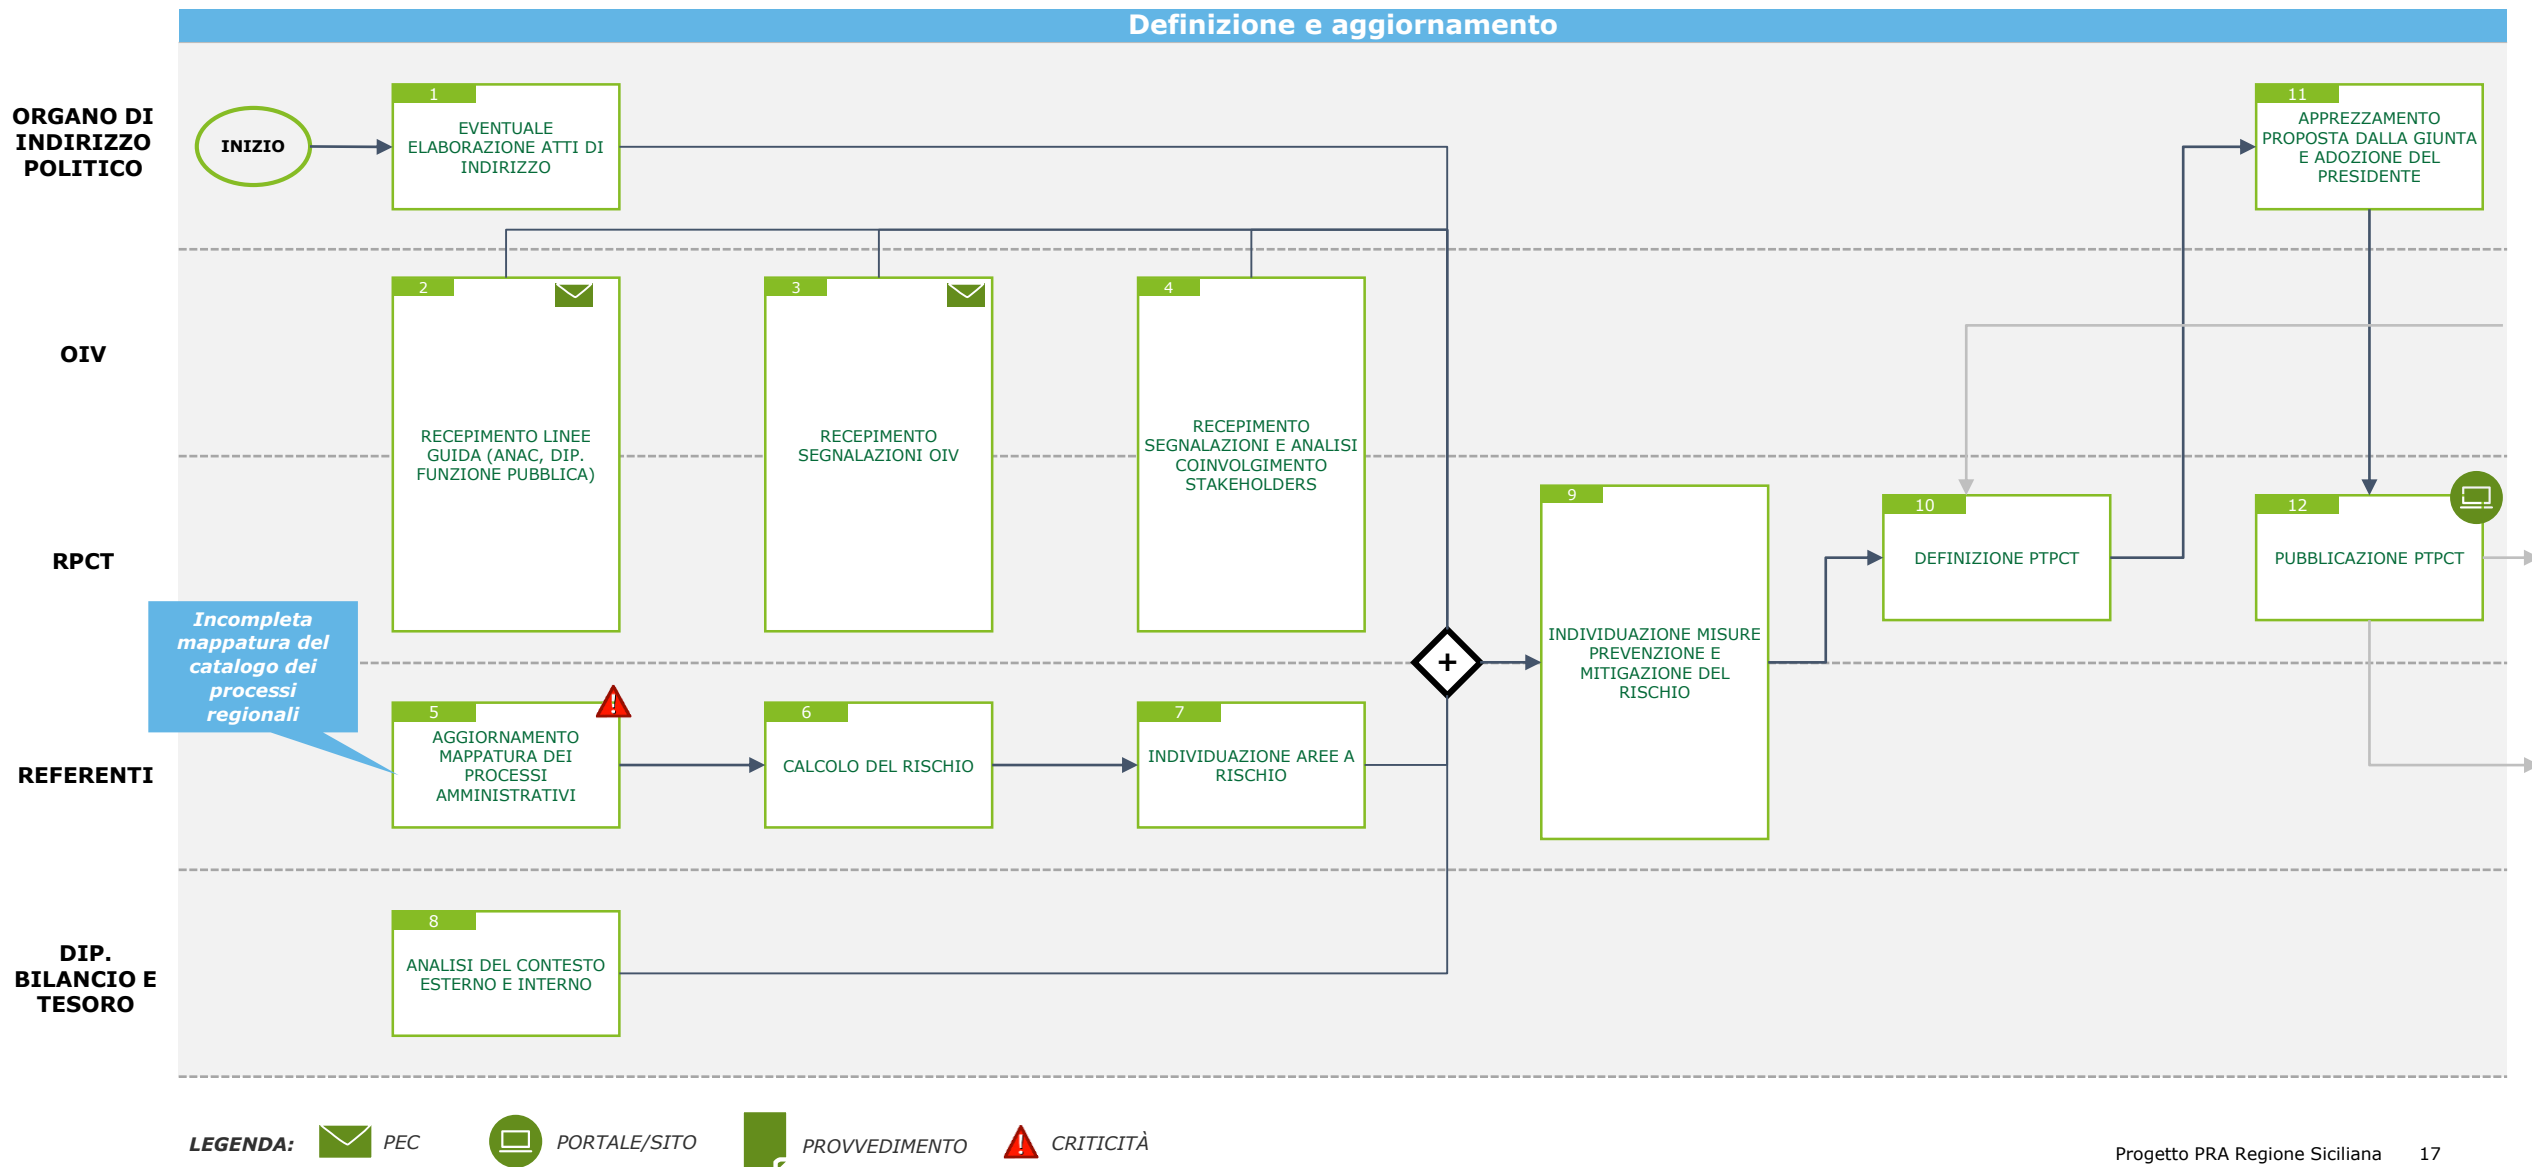 Definizione e aggiornamento
ORGANO DI
INDIRIZZO
POLITICO
INIZIO
1
EVENTUALE
ELABORAZIONE ATTI DI
INDIRIZZO
11
APPREZZAMENTO
PROPOSTA DALLA GIUNTA
E ADOZIONE DEL
PRESIDENTE
OIV
2
RECEPIMENTO LINEE
GUIDA (ANAC, DIP.
FUNZIONE PUBBLICA)
3
RECEPIMENTO
SEGNALAZIONI OIV
4
RECEPIMENTO
SEGNALAZIONI E ANALISI
COINVOLGIMENTO
STAKEHOLDERS
RPCT
9
INDIVIDUAZIONE MISURE
PREVENZIONE E
MITIGAZIONE DEL
RISCHIO
10
DEFINIZIONE PTPCT
12
PUBBLICAZIONE PTPCT
Incompleta
mappatura del
catalogo dei
processi
regionali
+
REFERENTI
5
AGGIORNAMENTO
MAPPATURA DEI
PROCESSI
AMMINISTRATIVI
6
CALCOLO DEL RISCHIO
7
INDIVIDUAZIONE AREE A
RISCHIO
DIP.
BILANCIO E
TESORO
8
ANALISI DEL CONTESTO
ESTERNO E INTERNO
LEGENDA:
PEC
PORTALE/SITO
PROVVEDIMENTO
CRITICITÀ
Progetto PRA Regione Siciliana 17